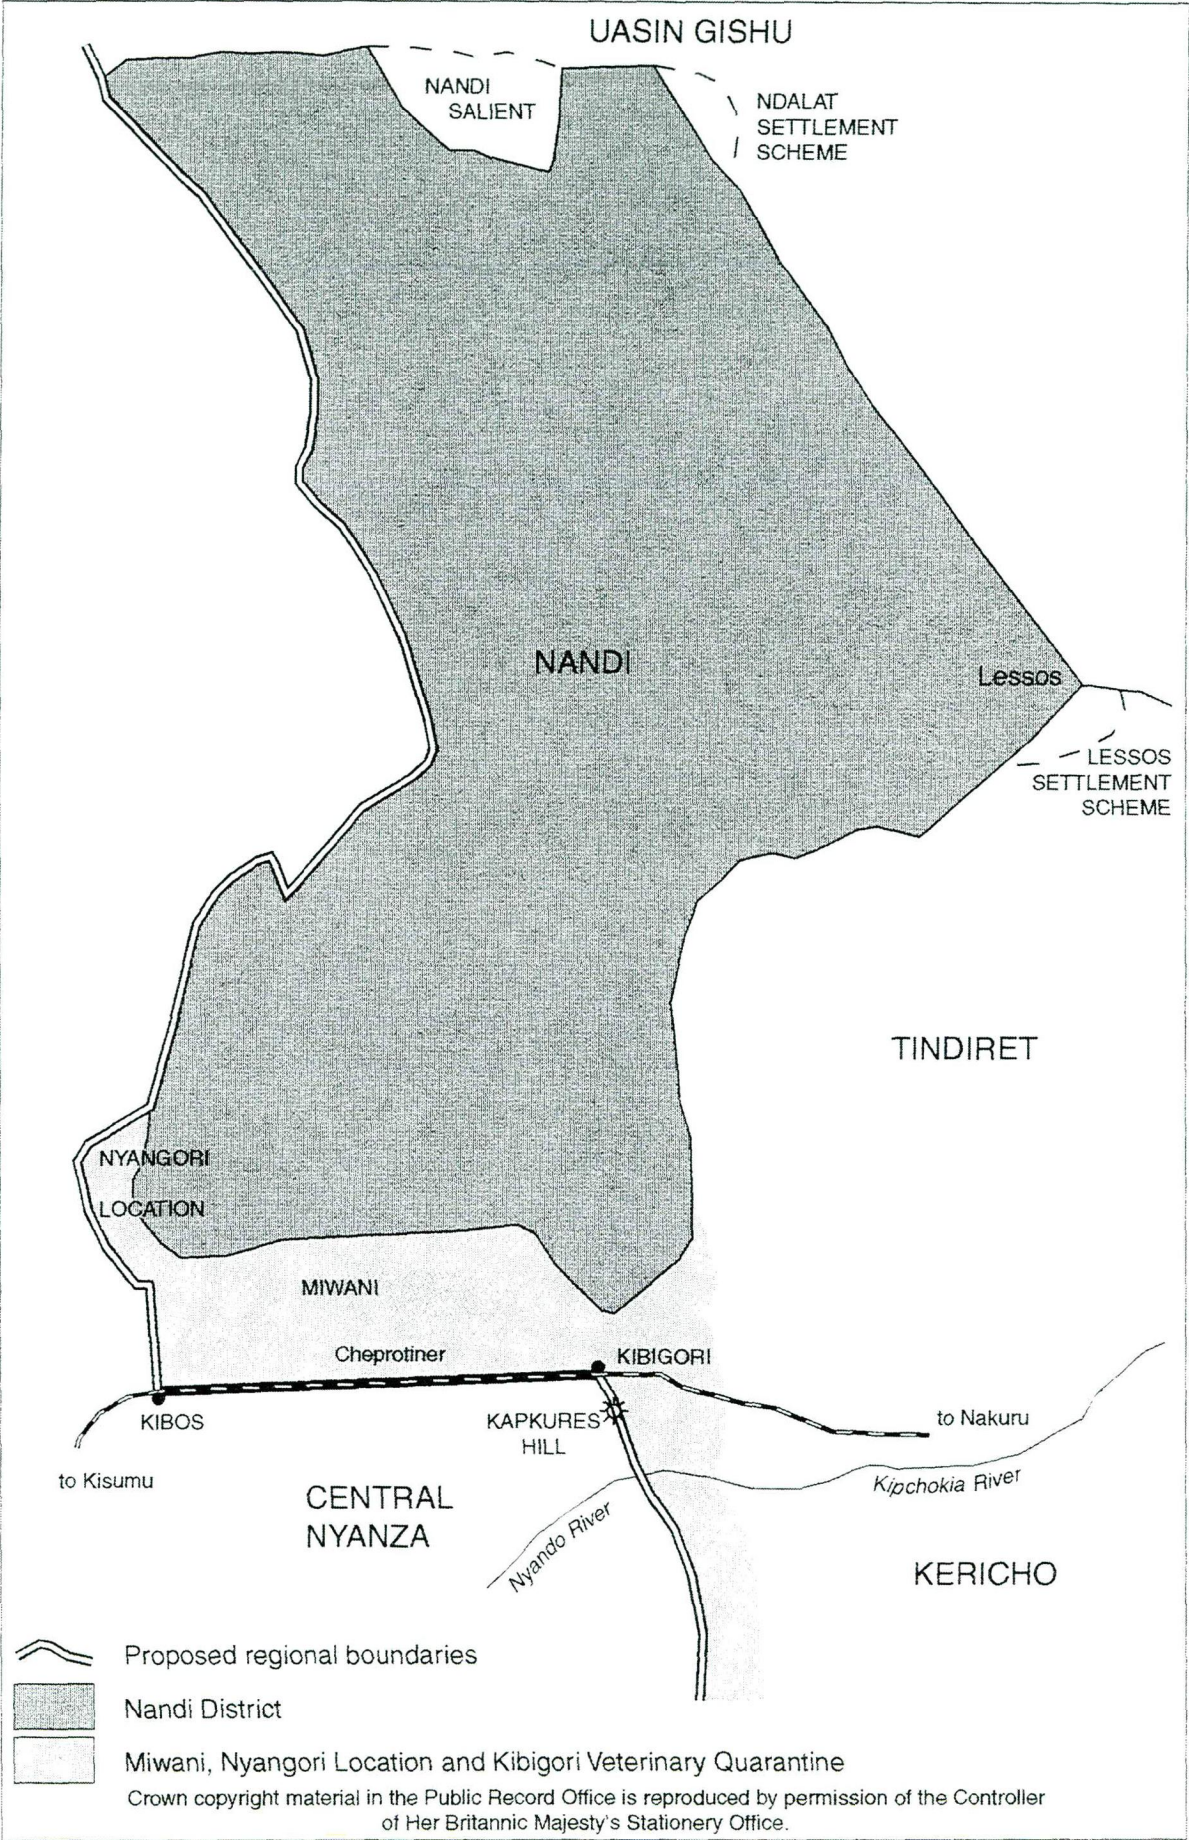 UASIN GISHU
NANDI
SALIENT
NDALAT
SETTLEMENT
SCHEME
NANDI
Lessos
LESSOS
SETTLEMENT
SCHEME
TINDIRET
NYANGORI
LOCATION
MIWANI
Cheprotiner
KIBIGORI
KIBOS
KAPKURES
HILL
to Nakuru
to Kisumu
Kipchokia River
CENTRAL
NYANZA
Nyando River
KERICHO
Proposed regional boundaries
Nandi District
Miwani, Nyangori Location and Kibigori Veterinary Quarantine
Crown copyright material in the Public Record Office is reproduced by permission of the Controller
of Her Britannic Majesty's Stationery Office.